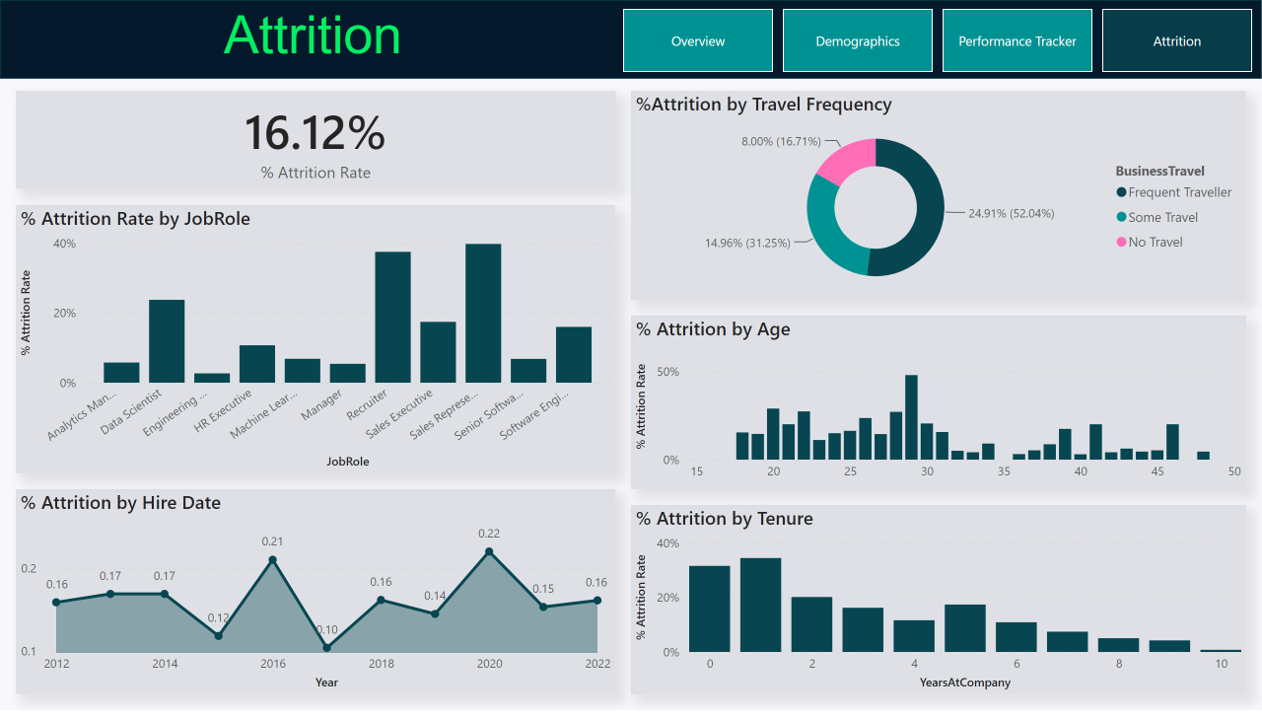 Attrition
Overview
Demographics
Performance Tracker
Attrition
16.12%
% Attrition Rate
% Attrition Rate by JobRole
% Attrition Rate
40%
20%
0%
Analytics Man...
Data Scientist
Engineering ...
HR Executive
Machine Lear...
Manager
Recruiter
Sales Executive
Sales Represe...
Senior Softwa...
Software Engi...
JobRole
% Attrition by Hire Date
0.2
0.1
0.16
0.17
0.17
0.12
0.21
0.10
0.16
0.14
0.22
0.15
0.16
2012
2014
2016
2018
2020
2022
Year
%Attrition by Travel Frequency
8.00% (16.71%)
24.91% (52.04%)
14.96% (31.25%)
BusinessTravel
Frequent Traveller
Some Travel
No Travel
% Attrition by Age
% Attrition Rate
50%
0%
15
20
25
30
35
40
45
50
% Attrition by Tenure
% Attrition Rate
40%
20%
0%
0
2
4
6
8
10
YearsAtCompany